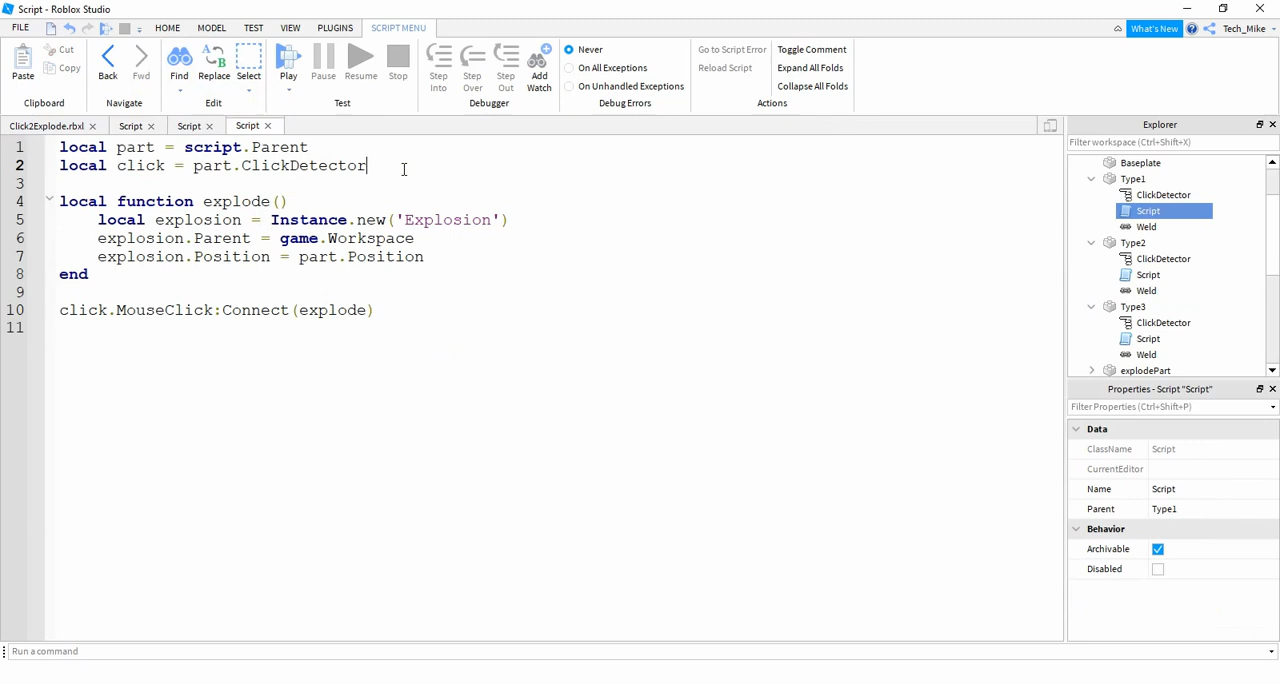 Script - Roblox Studio
FILE HOME MODEL TEST VIEW PLUGINS SCRIPT MENU What's New Tech_Mike
Paste Cut Copy Clipboard
Back Fwd Navigate
Find Replace Select Edit
Play Pause Resume Stop Test
Step Into Step Over Step Out Add Watch Debugger
Never
On All Exceptions
On Unhandled Exceptions
Debug Errors
Go to Script Error Toggle Comment
Reload Script Expand All Folds
Collapse All Folds
Actions
Click2Explode.rbxl Script Script Script
1 local part = script.Parent
2 local click = part.ClickDetector
3
4 local function explode()
5 local explosion = Instance.new('Explosion')
6 explosion.Parent = game.Workspace
7 explosion.Position = part.Position
8 end
9
10 click.MouseClick:Connect(explode)
11
Explorer
Filter workspace (Ctrl+Shift+X)
Baseplate
Type1
ClickDetector
Script
Weld
Type2
ClickDetector
Script
Weld
Type3
ClickDetector
Script
Weld
explodePart
Properties - Script "Script"
Filter Properties (Ctrl+Shift+P)
Data
ClassName Script
CurrentEditor
Name Script
Parent Type1
Behavior
Archivable
Disabled
Run a command